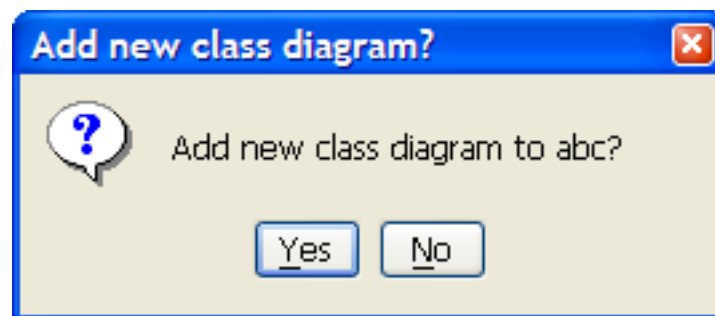 Add new class diagram?
Add new class diagram to abc?
Yes No